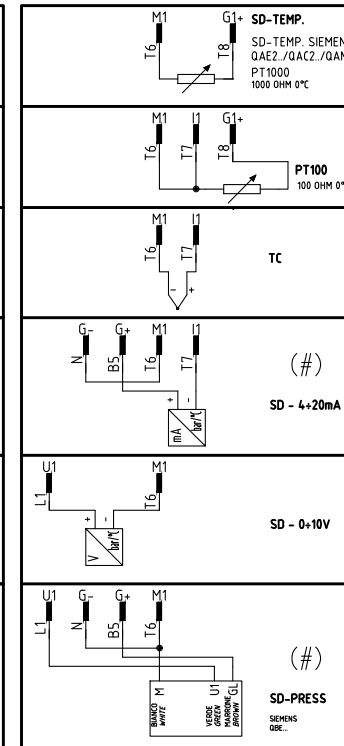 M1 G1+ SD-TEMP.
T6 T8
SD-TEMP. SIEMEN
QAE2../QAC2../QAM
PT1000
1000 OHM 0°C
M1 I1 G1+
T6 T7 T8
PT100
100 OHM 0°
M1 I1
T6 T7
TC
- +
G- G+ M1 I1
N B5 T6 T7
(#)
+ -
mA bar/°C
SD - 4÷20mA
U1 M1
L1 T6
+ -
V bar/°C
SD - 0÷10V
U1 G- G+ M1
L1 N B5 T6
(#)
M U1 GL
BIANCO
WHITE
VERDE
GREEN
MARRONE
BROWN
SD-PRESS
SIEMENS
QBE...